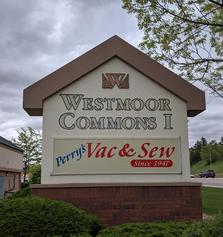 W
Westmoor
Commons I
Perry's Vac & Sew
Since 1947